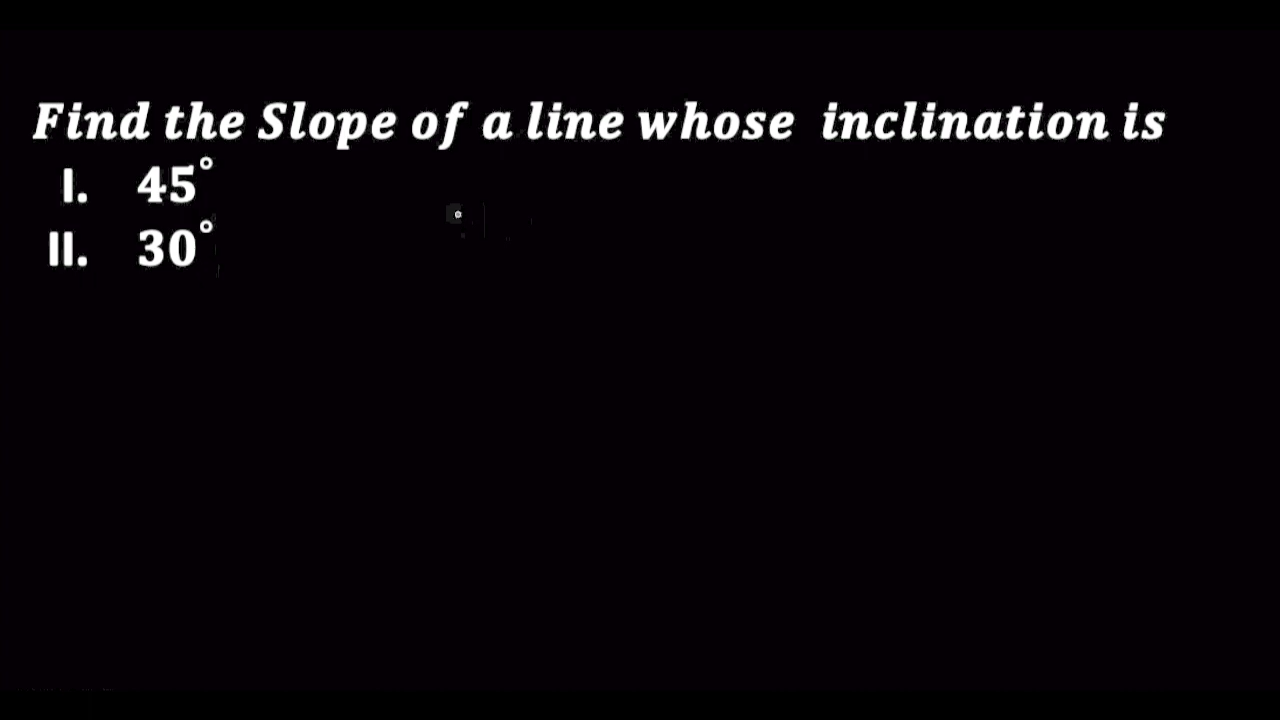 Find the Slope of a line whose inclination is
I. 45°
II. 30°